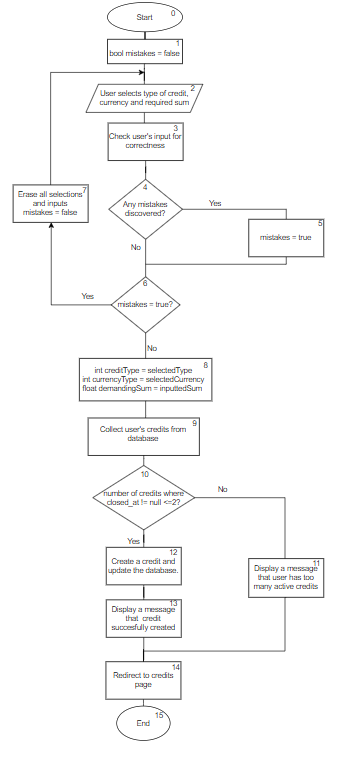 Start
0
1
bool mistakes = false
2
User selects type of credit,
currency and required sum
3
Check user's input for
correctness
4
Any mistakes
discovered?
Yes
No
5
mistakes = true
6
mistakes = true?
Yes
No
7
Erase all selections
and inputs
mistakes = false
8
int creditType = selectedType
int currencyType = selectedCurrency
float demandingSum = inputtedSum
9
Collect user's credits from
database
10
number of credits where
closed_at != null <=2?
No
Yes
11
Display a message
that user has too
many active credits
12
Create a credit and
update the database.
13
Display a message
that credit
succesfully created
14
Redirect to credits
page
15
End